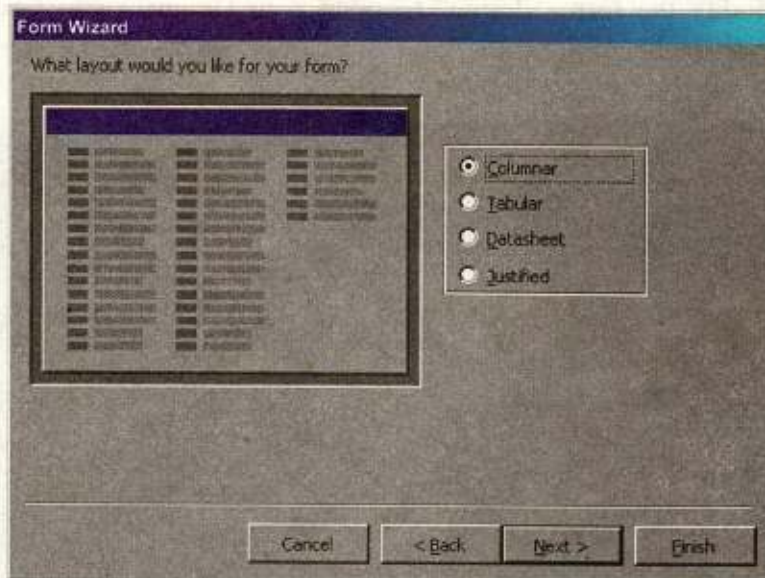 Form Wizard
What layout would you like for your form?
Columnar
Tabular
Datasheet
Justified
Cancel
< Back
Next >
Finish